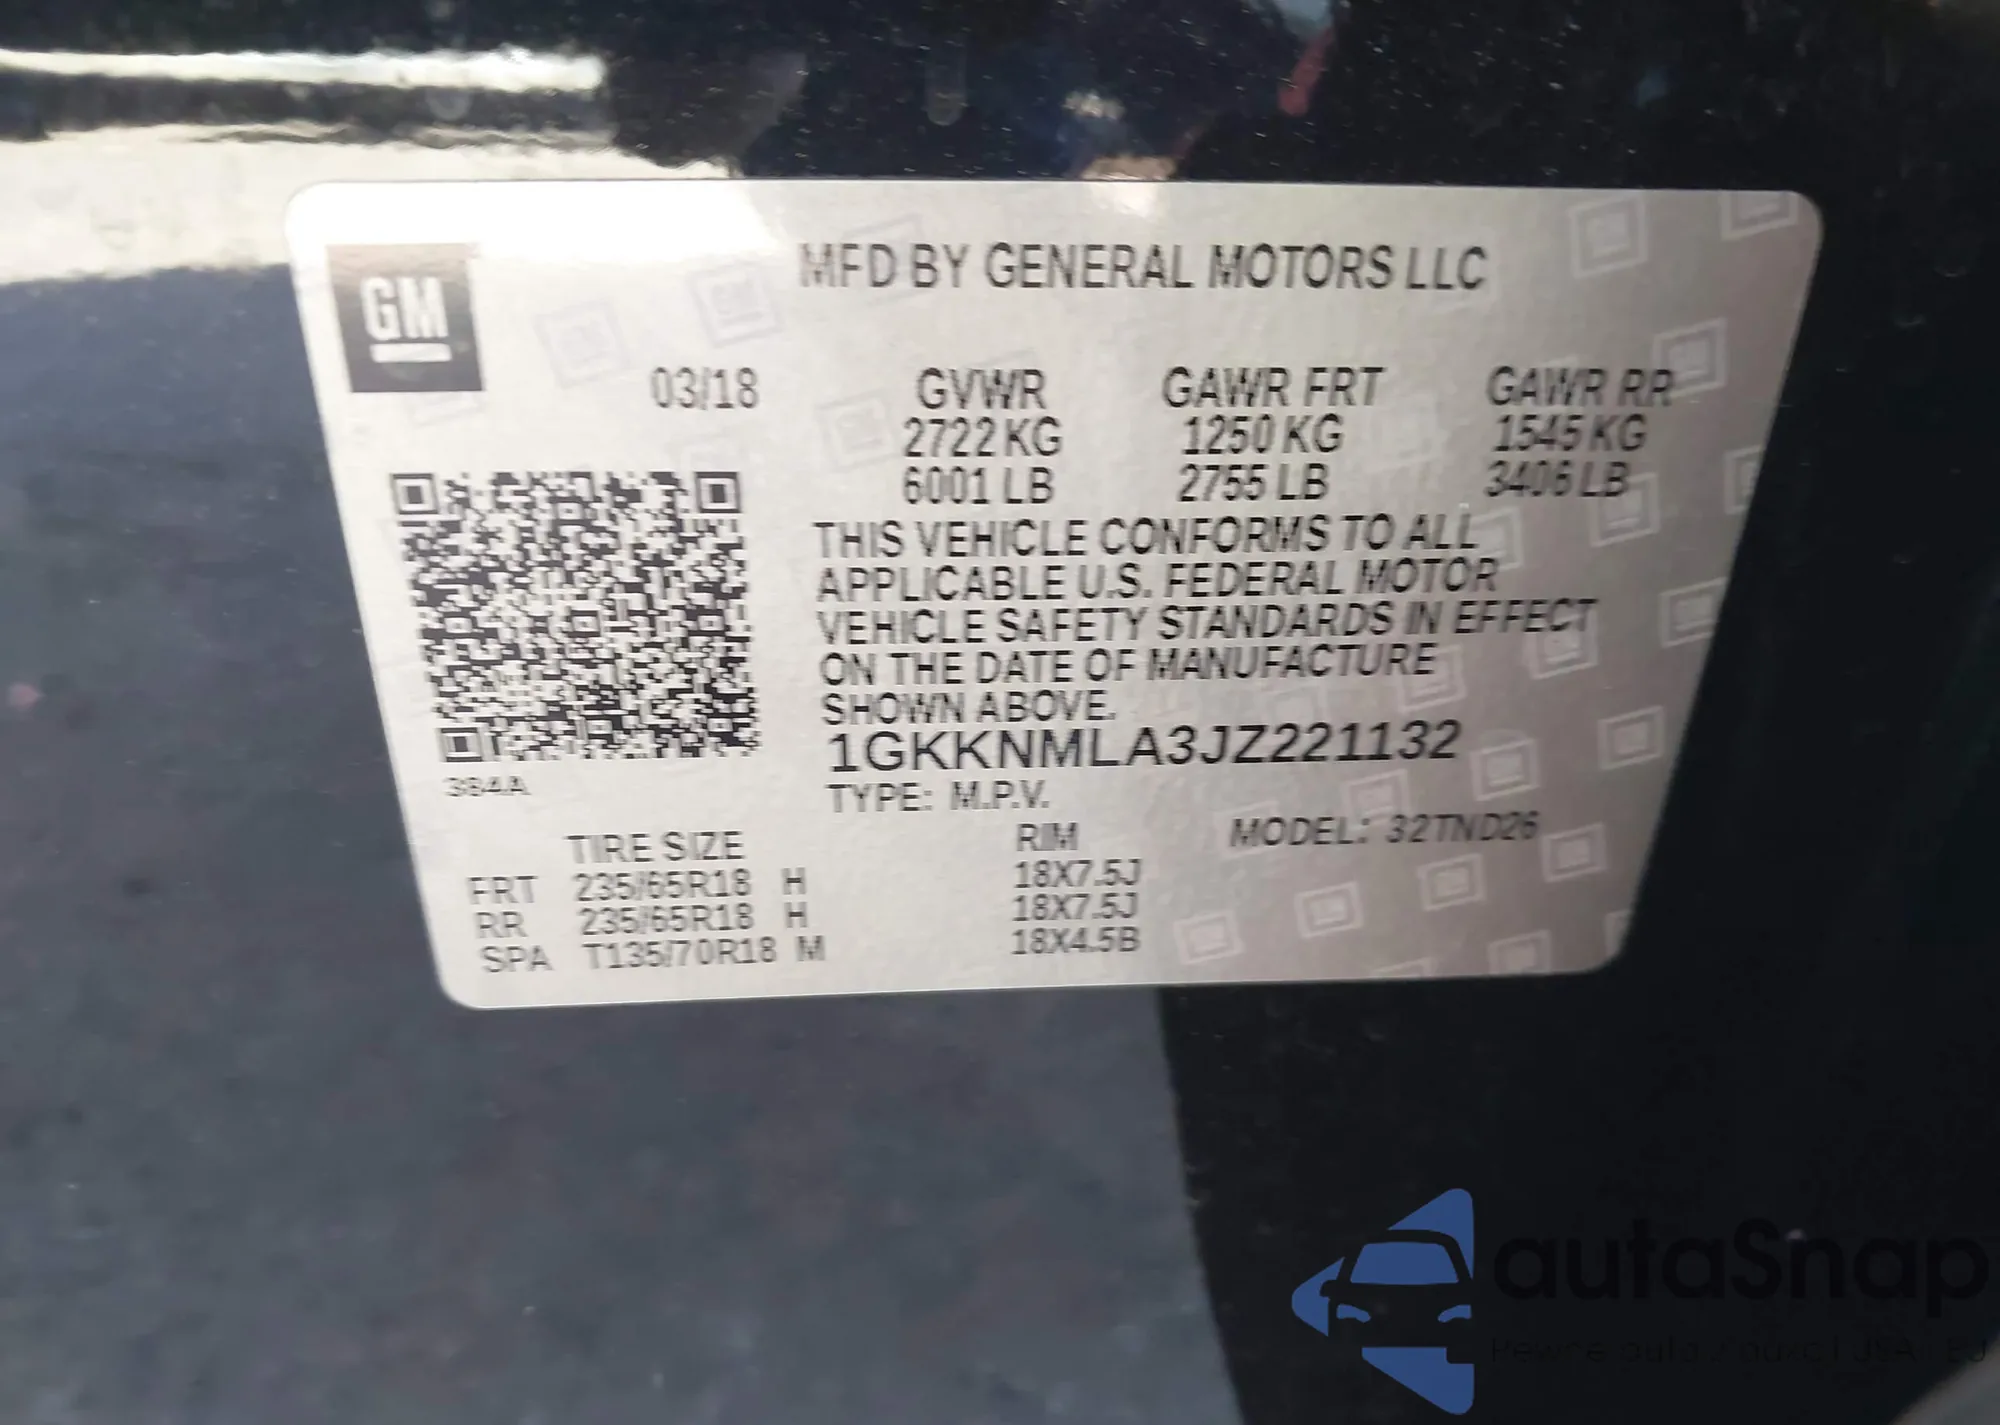 GM
MFD BY GENERAL MOTORS LLC
03/18
GVWR GAWR FRT GAWR RR
2722 KG 1250 KG 1545 KG
6001 LB 2755 LB 3406 LB
THIS VEHICLE CONFORMS TO ALL
APPLICABLE U.S. FEDERAL MOTOR
VEHICLE SAFETY STANDARDS IN EFFECT
ON THE DATE OF MANUFACTURE
SHOWN ABOVE.
1GKKNMLA3JZ221132
384A
TYPE: M.P.V.
MODEL: 32TND26
TIRE SIZE RIM
FRT 235/65R18 H 18X7.5J
RR 235/65R18 H 18X7.5J
SPA T135/70R18 M 18X4.5B
autaSnap